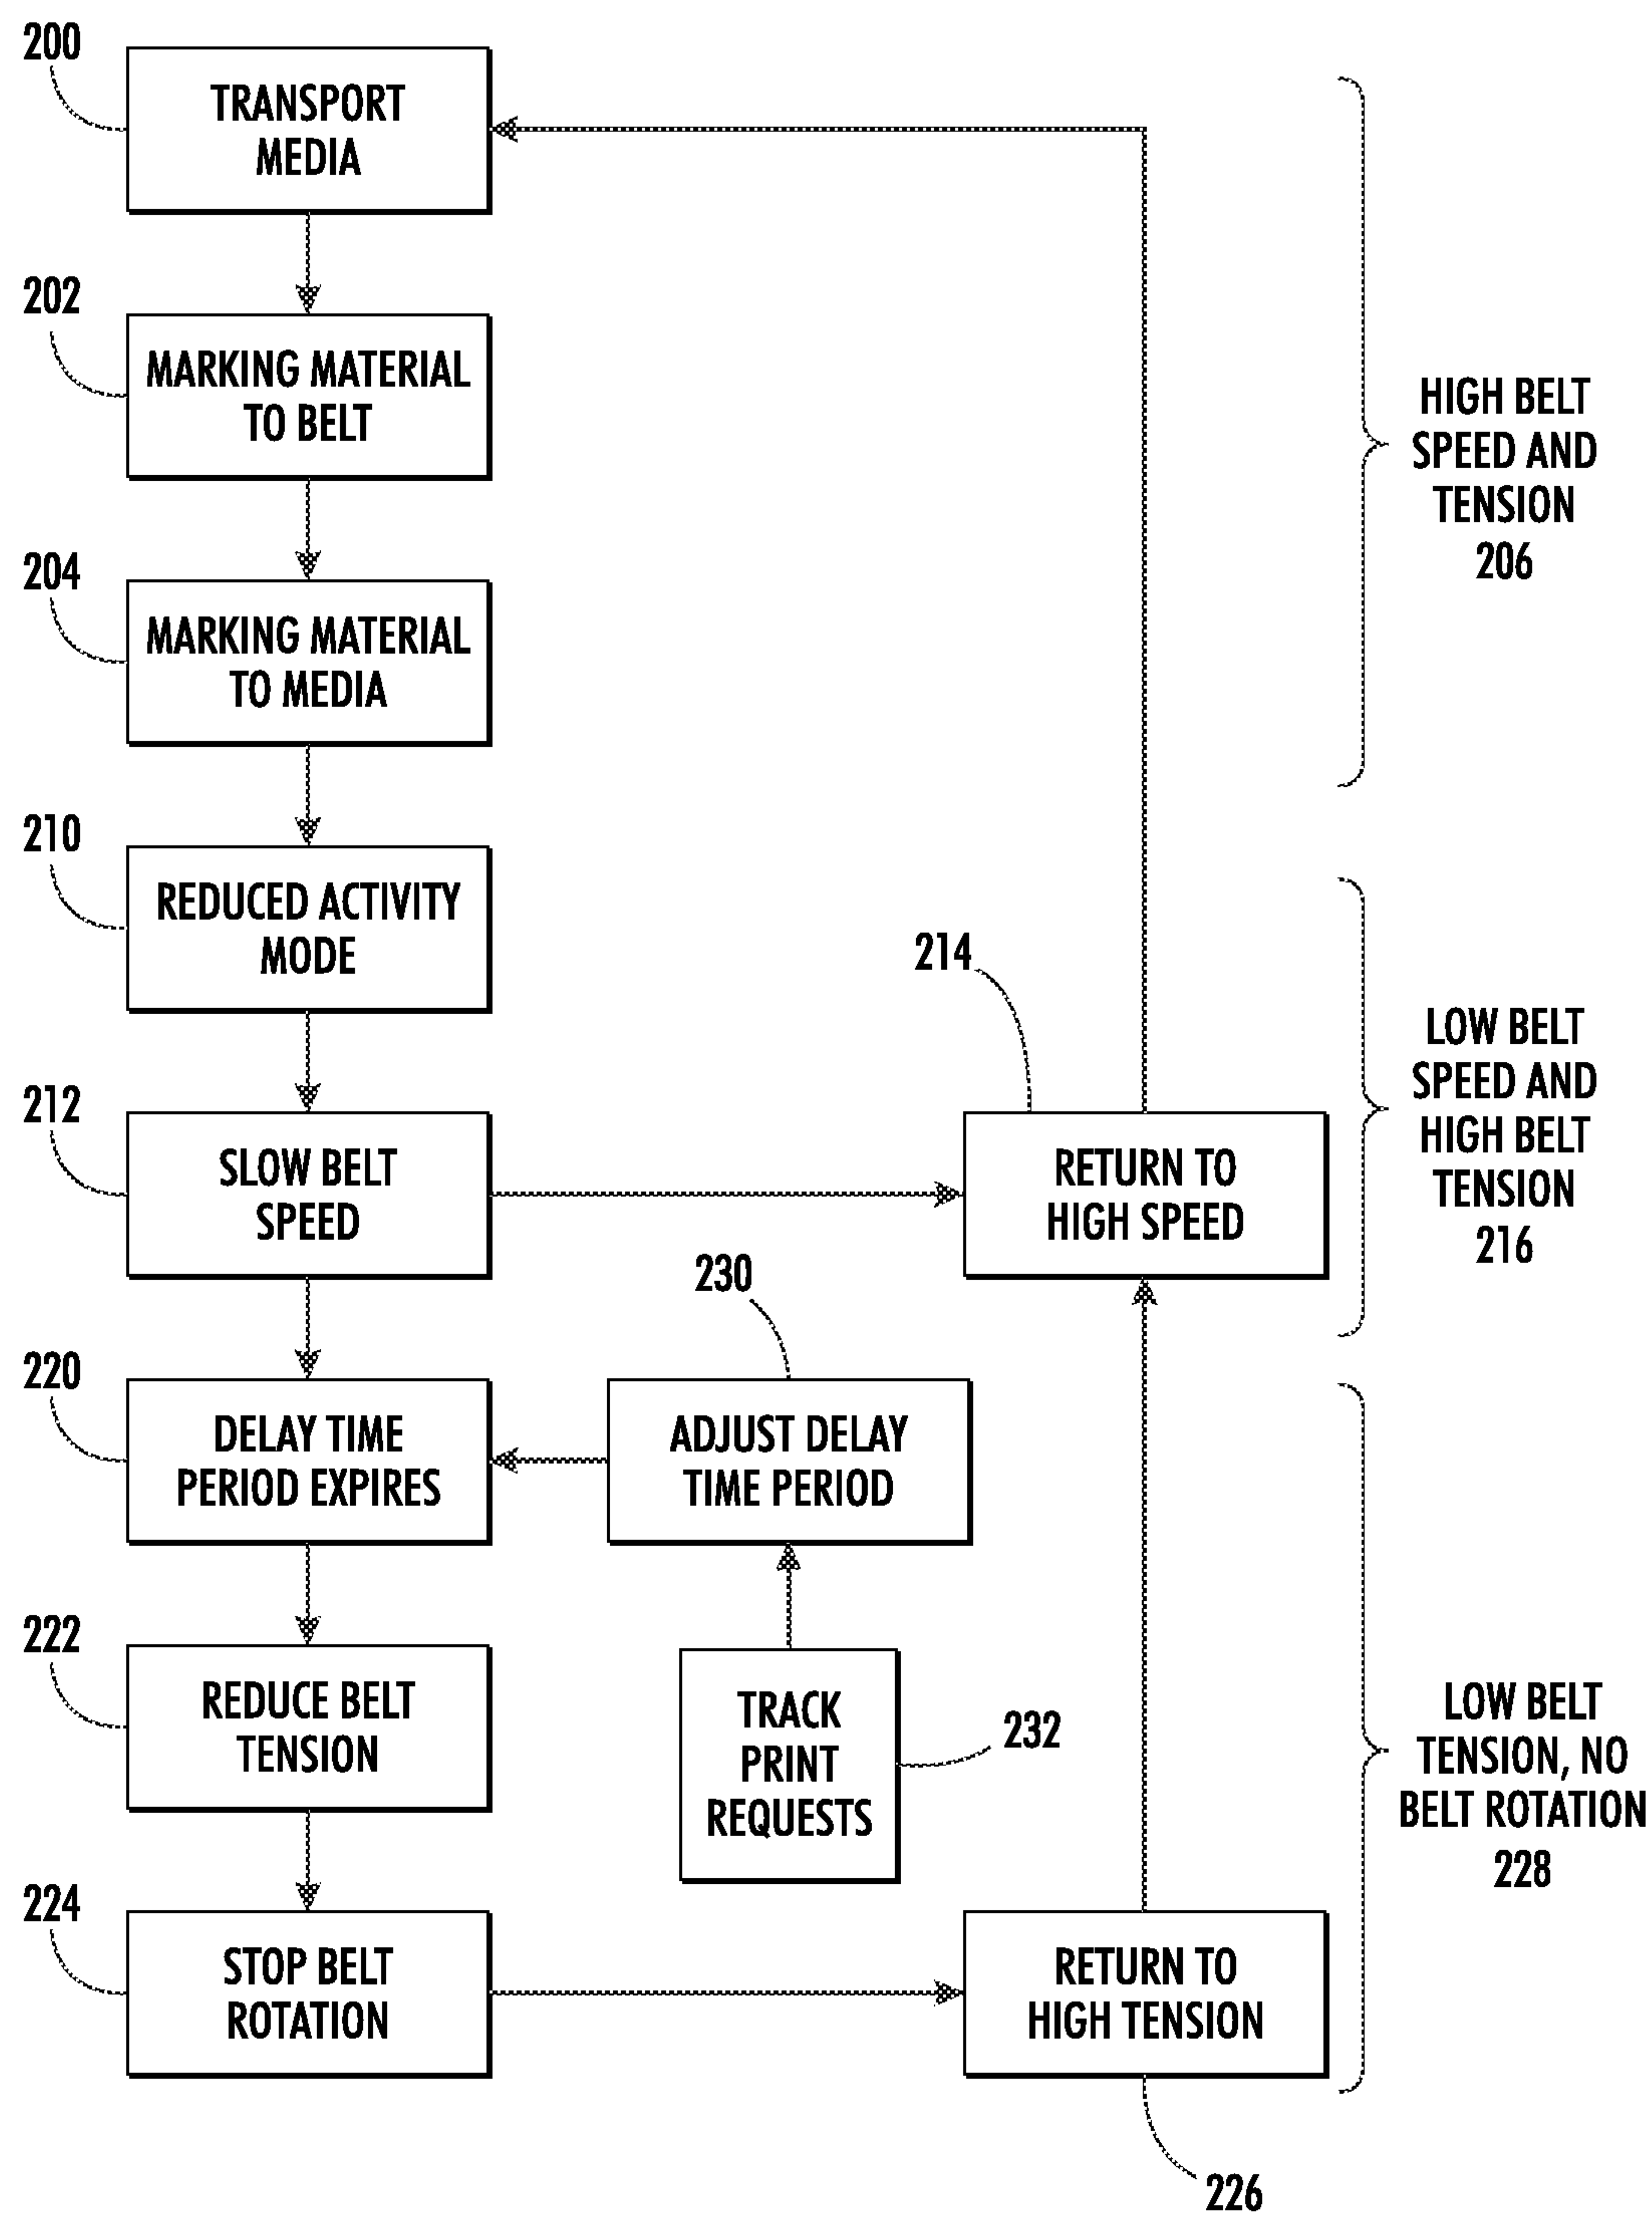 200
TRANSPORT
MEDIA
202
MARKING MATERIAL
TO BELT
204
MARKING MATERIAL
TO MEDIA
HIGH BELT
SPEED AND
TENSION
206
210
REDUCED ACTIVITY
MODE
212
SLOW BELT
SPEED
214
RETURN TO
HIGH SPEED
LOW BELT
SPEED AND
HIGH BELT
TENSION
216
220
DELAY TIME
PERIOD EXPIRES
230
ADJUST DELAY
TIME PERIOD
222
REDUCE BELT
TENSION
TRACK
PRINT
REQUESTS
232
224
STOP BELT
ROTATION
RETURN TO
HIGH TENSION
226
LOW BELT
TENSION, NO
BELT ROTATION
228